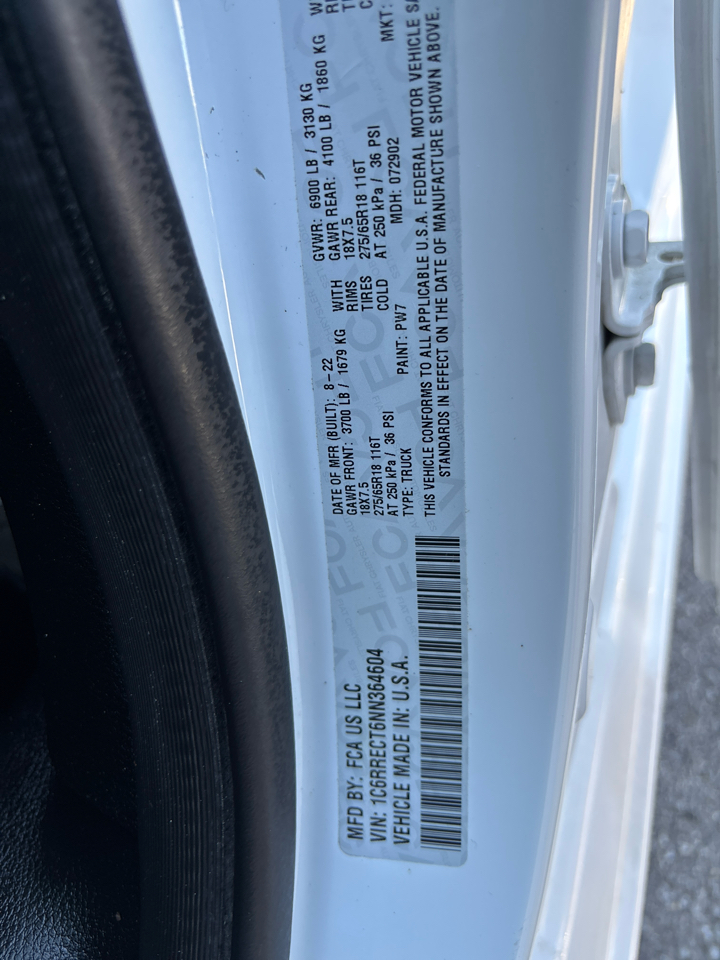 MFD BY: FCA US LLC
VIN: 1C6RRECT6NN364604
VEHICLE MADE IN: U.S.A.
DATE OF MFR (BUILT): 8-22 GVWR: 6900 LB / 3130 KG
GAWR FRONT: 3700 LB / 1679 KG WITH GAWR REAR: 4100 LB / 1860 KG
18X7.5 RIMS 18X7.5
275/65R18 116T TIRES 275/65R18 116T
AT 250 kPa / 36 PSI COLD AT 250 kPa / 36 PSI
TYPE: TRUCK PAINT: PW7 MDH: 072902 MKT:
THIS VEHICLE CONFORMS TO ALL APPLICABLE U.S.A. FEDERAL MOTOR VEHICLE
STANDARDS IN EFFECT ON THE DATE OF MANUFACTURE SHOWN ABOVE.